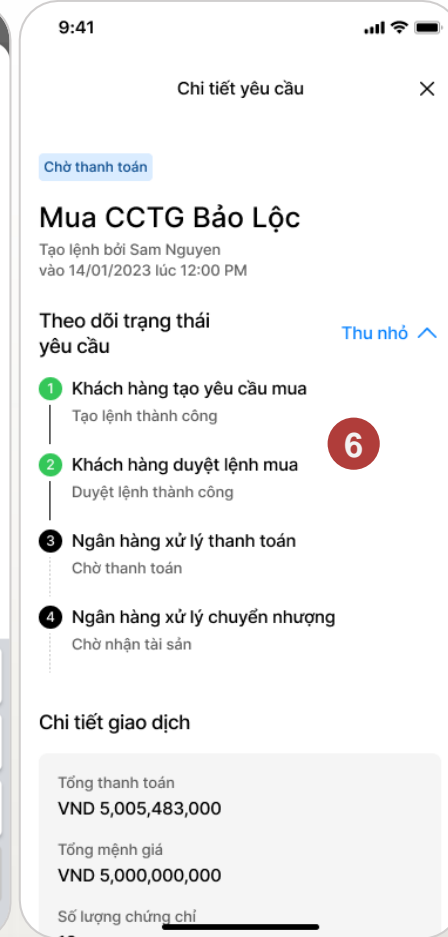 9:41
Chi tiết yêu cầu
Chờ thanh toán
Mua CCTG Bảo Lộc
Tạo lệnh bởi Sam Nguyen
vào 14/01/2023 lúc 12:00 PM
Theo dõi trạng thái
yêu cầu
Thu nhỏ
1 Khách hàng tạo yêu cầu mua
Tạo lệnh thành công
6
2 Khách hàng duyệt lệnh mua
Duyệt lệnh thành công
3 Ngân hàng xử lý thanh toán
Chờ thanh toán
4 Ngân hàng xử lý chuyển nhượng
Chờ nhận tài sản
Chi tiết giao dịch
Tổng thanh toán
VND 5,005,483,000
Tổng mệnh giá
VND 5,000,000,000
Số lượng chứng chỉ